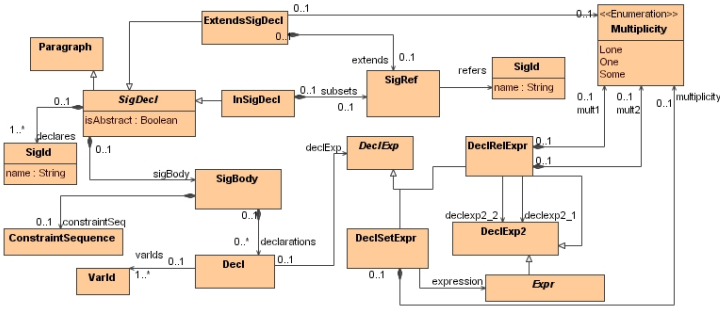 ExtendsSigDecl
0..1
0..1
<<Enumeration>>
Multiplicity
Lone
One
Some
0..1
Paragraph
extends
0..1
SigDecl
isAbstract : Boolean
InSigDecl
0..1
subsets
0..1
SigRef
refers
SigId
name : String
0..1
1..*
declares
SigId
name : String
0..1
0..1
mult1
0..1
mult2
0..1
multiplicity
sigBody
SigBody
0..1
declExp
DeclExp
DeclRelExpr
0..1
0..1
0..1
constraintSeq
ConstraintSequence
0..1
0..*
declarations
declexp2_2
declexp2_1
DeclSetExpr
DeclExp2
varIds
0..1
Decl
0..1
VarId
1..*
0..1
expression
Expr